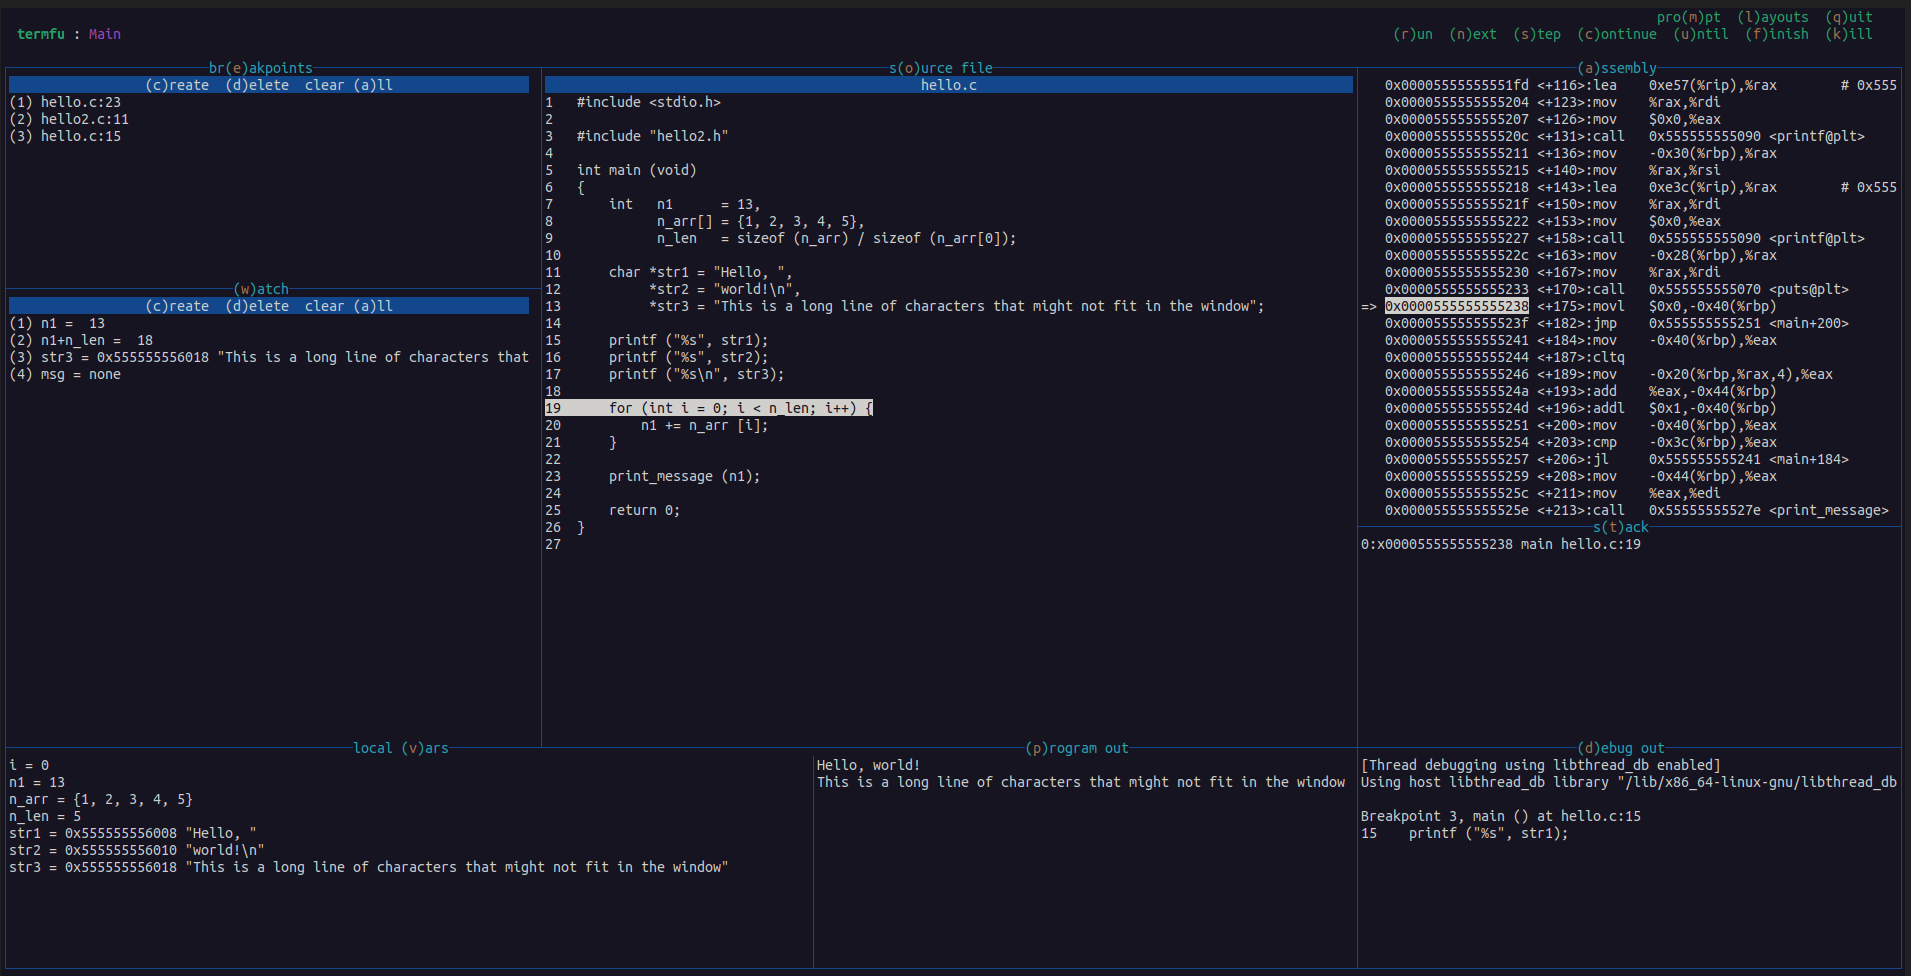 pro(m)pt  (l)ayouts  (q)uit
termfu : Main
(r)un  (n)ext  (s)tep  (c)ontinue  (u)ntil  (f)inish  (k)ill
br(e)akpoints
(c)reate  (d)elete  clear (a)ll
(1) hello.c:23
(2) hello2.c:11
(3) hello.c:15
(w)atch
(c)reate  (d)elete  clear (a)ll
(1) n1 =  13
(2) n1+n_len =  18
(3) str3 = 0x555555556018 "This is a long line of characters that
(4) msg = none
s(o)urce file
hello.c
1   #include <stdio.h>
2
3   #include "hello2.h"
4
5   int main (void)
6   {
7       int   n1      = 13,
8             n_arr[] = {1, 2, 3, 4, 5},
9             n_len   = sizeof (n_arr) / sizeof (n_arr[0]);
10
11      char *str1 = "Hello, ",
12           *str2 = "world!\n",
13           *str3 = "This is a long line of characters that might not fit in the window";
14
15      printf ("%s", str1);
16      printf ("%s", str2);
17      printf ("%s\n", str3);
18
19      for (int i = 0; i < n_len; i++) {
20          n1 += n_arr [i];
21      }
22
23      print_message (n1);
24
25      return 0;
26  }
27
(a)ssembly
0x00005555555551fd <+116>:lea    0xe57(%rip),%rax        # 0x555
0x0000555555555204 <+123>:mov    %rax,%rdi
0x0000555555555207 <+126>:mov    $0x0,%eax
0x000055555555520c <+131>:call   0x555555555090 <printf@plt>
0x0000555555555211 <+136>:mov    -0x30(%rbp),%rax
0x0000555555555215 <+140>:mov    %rax,%rsi
0x0000555555555218 <+143>:lea    0xe3c(%rip),%rax        # 0x555
0x000055555555521f <+150>:mov    %rax,%rdi
0x0000555555555222 <+153>:mov    $0x0,%eax
0x0000555555555227 <+158>:call   0x555555555090 <printf@plt>
0x000055555555522c <+163>:mov    -0x28(%rbp),%rax
0x0000555555555230 <+167>:mov    %rax,%rdi
0x0000555555555233 <+170>:call   0x555555555070 <puts@plt>
=> 0x0000555555555238 <+175>:movl   $0x0,-0x40(%rbp)
0x000055555555523f <+182>:jmp    0x555555555251 <main+200>
0x0000555555555241 <+184>:mov    -0x40(%rbp),%eax
0x0000555555555244 <+187>:cltq
0x0000555555555246 <+189>:mov    -0x20(%rbp,%rax,4),%eax
0x000055555555524a <+193>:add    %eax,-0x44(%rbp)
0x000055555555524d <+196>:addl   $0x1,-0x40(%rbp)
0x0000555555555251 <+200>:mov    -0x40(%rbp),%eax
0x0000555555555254 <+203>:cmp    -0x3c(%rbp),%eax
0x0000555555555257 <+206>:jl     0x555555555241 <main+184>
0x0000555555555259 <+208>:mov    -0x44(%rbp),%eax
0x000055555555525c <+211>:mov    %eax,%edi
0x000055555555525e <+213>:call   0x55555555527e <print_message>
s(t)ack
0:x0000555555555238 main hello.c:19
local (v)ars
i = 0
n1 = 13
n_arr = {1, 2, 3, 4, 5}
n_len = 5
str1 = 0x555555556008 "Hello, "
str2 = 0x555555556010 "world!\n"
str3 = 0x555555556018 "This is a long line of characters that might not fit in the window"
(p)rogram out
Hello, world!
This is a long line of characters that might not fit in the window
(d)ebug out
[Thread debugging using libthread_db enabled]
Using host libthread_db library "/lib/x86_64-linux-gnu/libthread_db
Breakpoint 3, main () at hello.c:15
15    printf ("%s", str1);